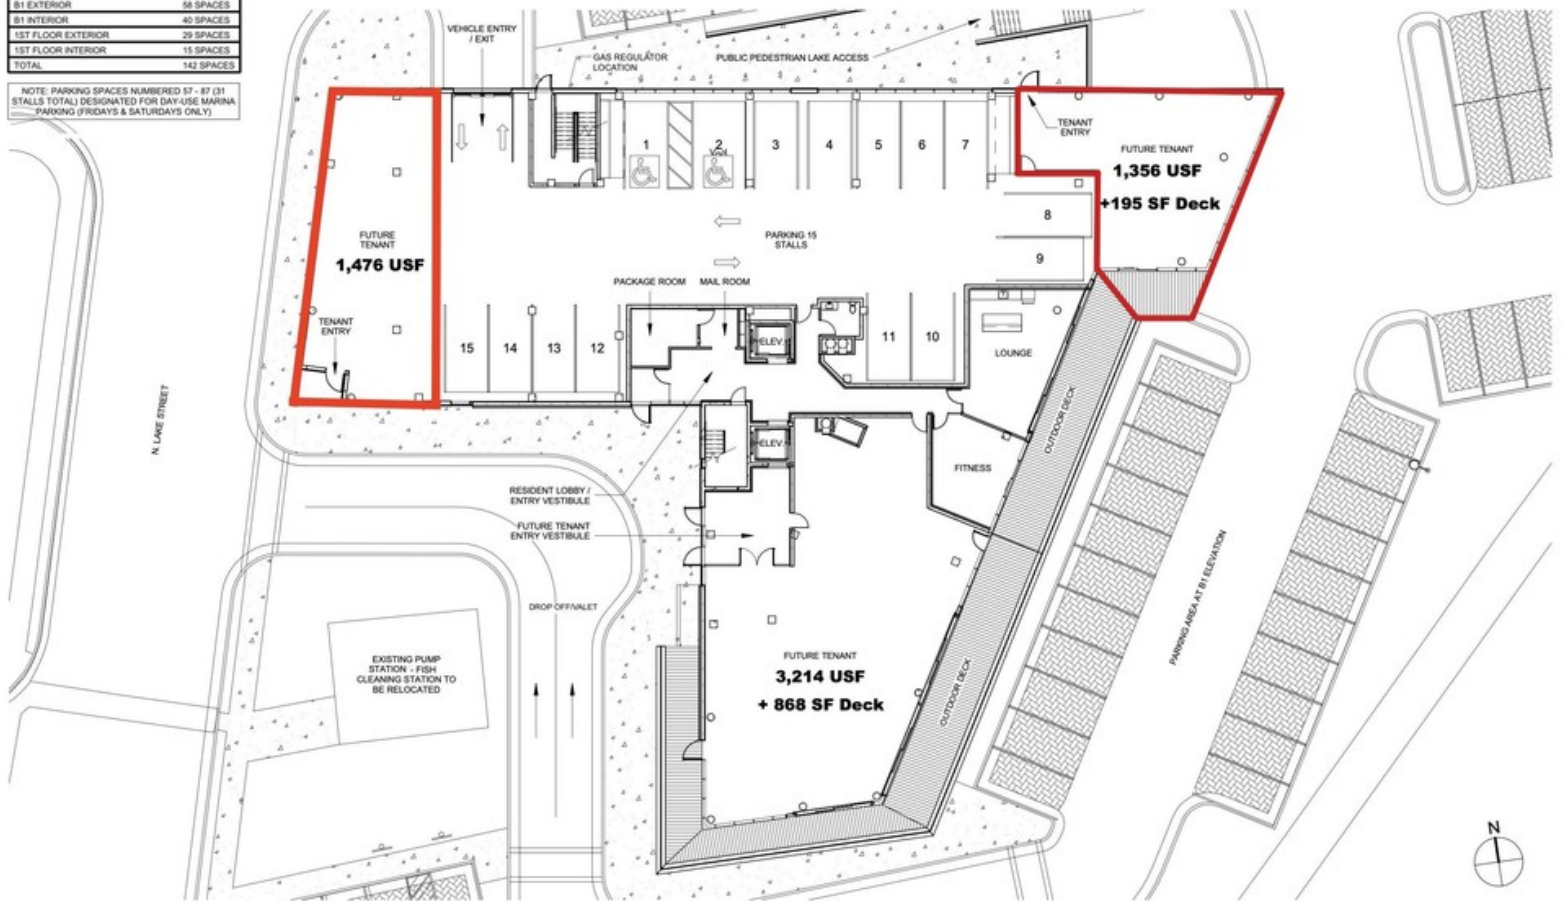 B1 EXTERIOR 58 SPACES
B1 INTERIOR 40 SPACES
1ST FLOOR EXTERIOR 29 SPACES
1ST FLOOR INTERIOR 15 SPACES
TOTAL 142 SPACES
NOTE: PARKING SPACES NUMBERED 57 - 87 (31
STALLS TOTAL) DESIGNATED FOR DAY-USE MARINA
PARKING (FRIDAYS & SATURDAYS ONLY)
VEHICLE ENTRY
/ EXIT
GAS REGULATOR
LOCATION
PUBLIC PEDESTRIAN LAKE ACCESS
TENANT
ENTRY
FUTURE TENANT
1,356 USF
+195 SF Deck
1
2
VAN
3
4
5
6
7
8
9
FUTURE
TENANT
1,476 USF
TENANT
ENTRY
PARKING 15
STALLS
PACKAGE ROOM
MAIL ROOM
ELEV.
15
14
13
12
11
10
LOUNGE
OUTDOOR DECK
N. LAKE STREET
ELEV.
FITNESS
RESIDENT LOBBY /
ENTRY VESTIBULE
FUTURE TENANT
ENTRY VESTIBULE
DROP OFF/VALET
EXISTING PUMP
STATION - FISH
CLEANING STATION TO
BE RELOCATED
FUTURE TENANT
3,214 USF
+ 868 SF Deck
OUTDOOR DECK
PARKING AREA AT B1 ELEVATION
N